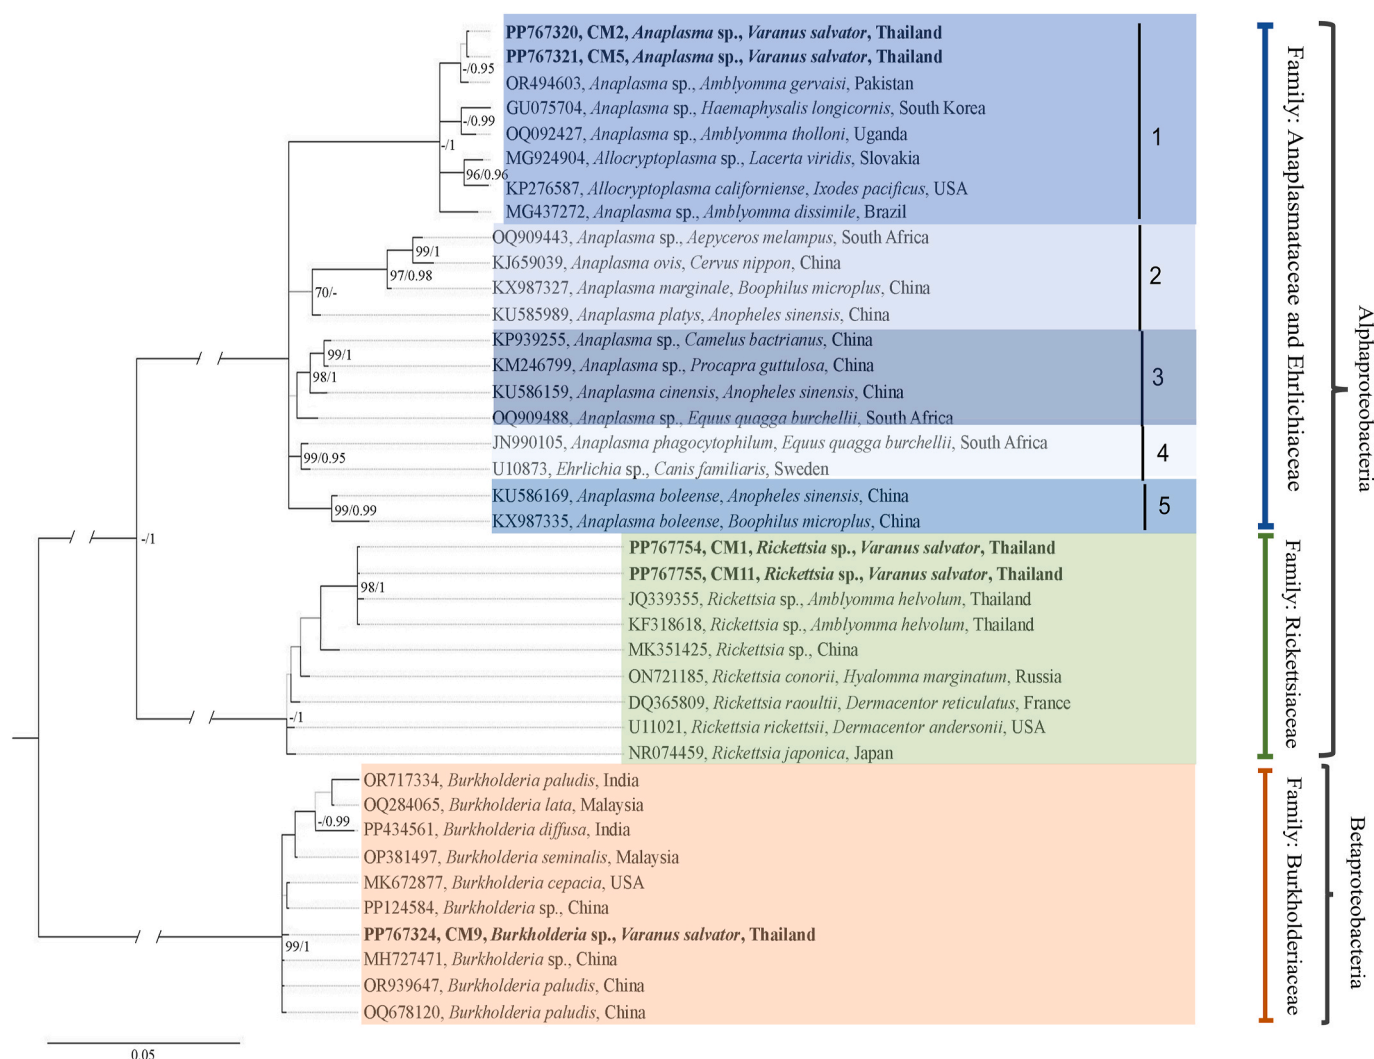 PP767320, CM2, Anaplasma sp., Varanus salvator, Thailand
PP767321, CM5, Anaplasma sp., Varanus salvator, Thailand
-/0.95
OR494603, Anaplasma sp., Amblyomma gervaisi, Pakistan
GU075704, Anaplasma sp., Haemaphysalis longicornis, South Korea
-/0.99
OQ092427, Anaplasma sp., Amblyomma tholloni, Uganda
-/1
MG924904, Allocryptoplasma sp., Lacerta viridis, Slovakia
96/0.96
KP276587, Allocryptoplasma californiense, Ixodes pacificus, USA
MG437272, Anaplasma sp., Amblyomma dissimile, Brazil
1
OQ909443, Anaplasma sp., Aepyceros melampus, South Africa
99/1
KJ659039, Anaplasma ovis, Cervus nippon, China
97/0.98
KX987327, Anaplasma marginale, Boophilus microplus, China
70/-
KU585989, Anaplasma platys, Anopheles sinensis, China
2
KP939255, Anaplasma sp., Camelus bactrianus, China
99/1
KM246799, Anaplasma sp., Procapra guttulosa, China
98/1
KU586159, Anaplasma cinensis, Anopheles sinensis, China
OQ909488, Anaplasma sp., Equus quagga burchellii, South Africa
3
JN990105, Anaplasma phagocytophilum, Equus quagga burchellii, South Africa
99/0.95
U10873, Ehrlichia sp., Canis familiaris, Sweden
4
KU586169, Anaplasma boleense, Anopheles sinensis, China
99/0.99
KX987335, Anaplasma boleense, Boophilus microplus, China
5
Family: Anaplasmataceae and Ehrlichiaceae
-/1
PP767754, CM1, Rickettsia sp., Varanus salvator, Thailand
PP767755, CM11, Rickettsia sp., Varanus salvator, Thailand
98/1
JQ339355, Rickettsia sp., Amblyomma helvolum, Thailand
KF318618, Rickettsia sp., Amblyomma helvolum, Thailand
MK351425, Rickettsia sp., China
ON721185, Rickettsia conorii, Hyalomma marginatum, Russia
DQ365809, Rickettsia raoultii, Dermacentor reticulatus, France
-/1
U11021, Rickettsia rickettsii, Dermacentor andersonii, USA
NR074459, Rickettsia japonica, Japan
Family: Rickettsiaceae
Alphaproteobacteria
OR717334, Burkholderia paludis, India
OQ284065, Burkholderia lata, Malaysia
-/0.99
PP434561, Burkholderia diffusa, India
OP381497, Burkholderia seminalis, Malaysia
MK672877, Burkholderia cepacia, USA
PP124584, Burkholderia sp., China
PP767324, CM9, Burkholderia sp., Varanus salvator, Thailand
99/1
MH727471, Burkholderia sp., China
OR939647, Burkholderia paludis, China
OQ678120, Burkholderia paludis, China
Family: Burkholderiaceae
Betaproteobacteria
0.05